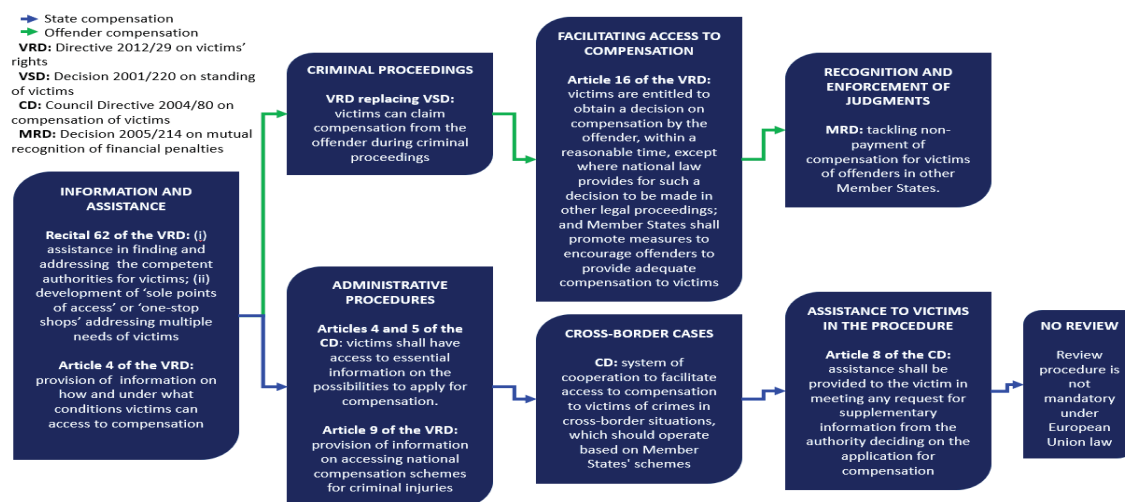 State compensation
Offender compensation
VRD: Directive 2012/29 on victims'
rights
VSD: Decision 2001/220 on standing
of victims
CD: Council Directive 2004/80 on
compensation of victims
MRD: Decision 2005/214 on mutual
recognition of financial penalties
INFORMATION AND
ASSISTANCE
Recital 62 of the VRD: (i)
assistance in finding and
addressing the competent
authorities for victims; (ii)
development of 'sole points
of access' or 'one-stop
shops' addressing multiple
needs of victims
Article 4 of the VRD:
provision of information on
how and under what
conditions victims can
access to compensation
CRIMINAL PROCEEDINGS
VRD replacing VSD:
victims can claim
compensation from the
offender during criminal
proceedings
FACILITATING ACCESS TO
COMPENSATION
Article 16 of the VRD:
victims are entitled to
obtain a decision on
compensation by the
offender, within a
reasonable time, except
where national law
provides for such a
decision to be made in
other legal proceedings;
and Member States shall
promote measures to
encourage offenders to
provide adequate
compensation to victims
RECOGNITION AND
ENFORCEMENT OF
JUDGMENTS
MRD: tackling non-
payment of
compensation for victims
of offenders in other
Member States.
ADMINISTRATIVE
PROCEDURES
Articles 4 and 5 of the
CD: victims shall have
access to essential
information on the
possibilities to apply for
compensation.
Article 9 of the VRD:
provision of information
on accessing national
compensation schemes
for criminal injuries
CROSS-BORDER CASES
CD: system of
cooperation to facilitate
access to compensation
to victims of crimes in
cross-border situations,
which should operate
based on Member
States' schemes
ASSISTANCE TO VICTIMS
IN THE PROCEDURE
Article 8 of the CD:
assistance shall be
provided to the victim in
meeting any request for
supplementary
information from the
authority deciding on the
application for
compensation
NO REVIEW
Review
procedure is
not
mandatory
under
European
Union law